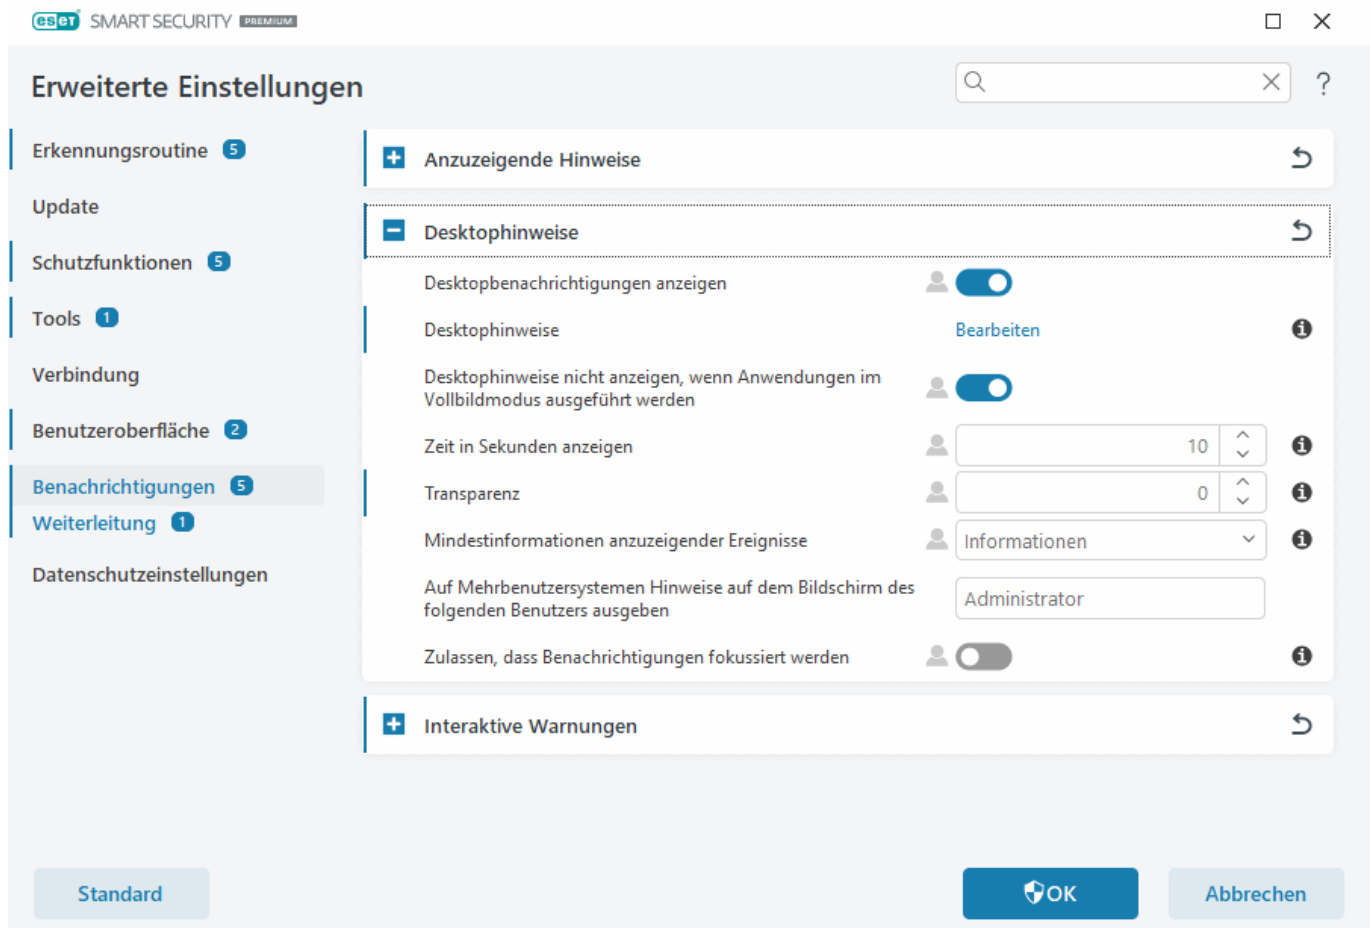 eset SMART SECURITY PREMIUM
Erweiterte Einstellungen
?
Erkennungsroutine 5
Update
Schutzfunktionen 5
Tools 1
Verbindung
Benutzeroberfläche 2
Benachrichtigungen 5
Weiterleitung 1
Datenschutzeinstellungen
Anzuzeigende Hinweise
Desktophinweise
Desktopbenachrichtigungen anzeigen
Desktophinweise Bearbeiten
Desktophinweise nicht anzeigen, wenn Anwendungen im
Vollbildmodus ausgeführt werden
Zeit in Sekunden anzeigen 10
Transparenz 0
Mindestinformationen anzuzeigender Ereignisse Informationen
Auf Mehrbenutzersystemen Hinweise auf dem Bildschirm des
folgenden Benutzers ausgeben Administrator
Zulassen, dass Benachrichtigungen fokussiert werden
Interaktive Warnungen
Standard OK Abbrechen